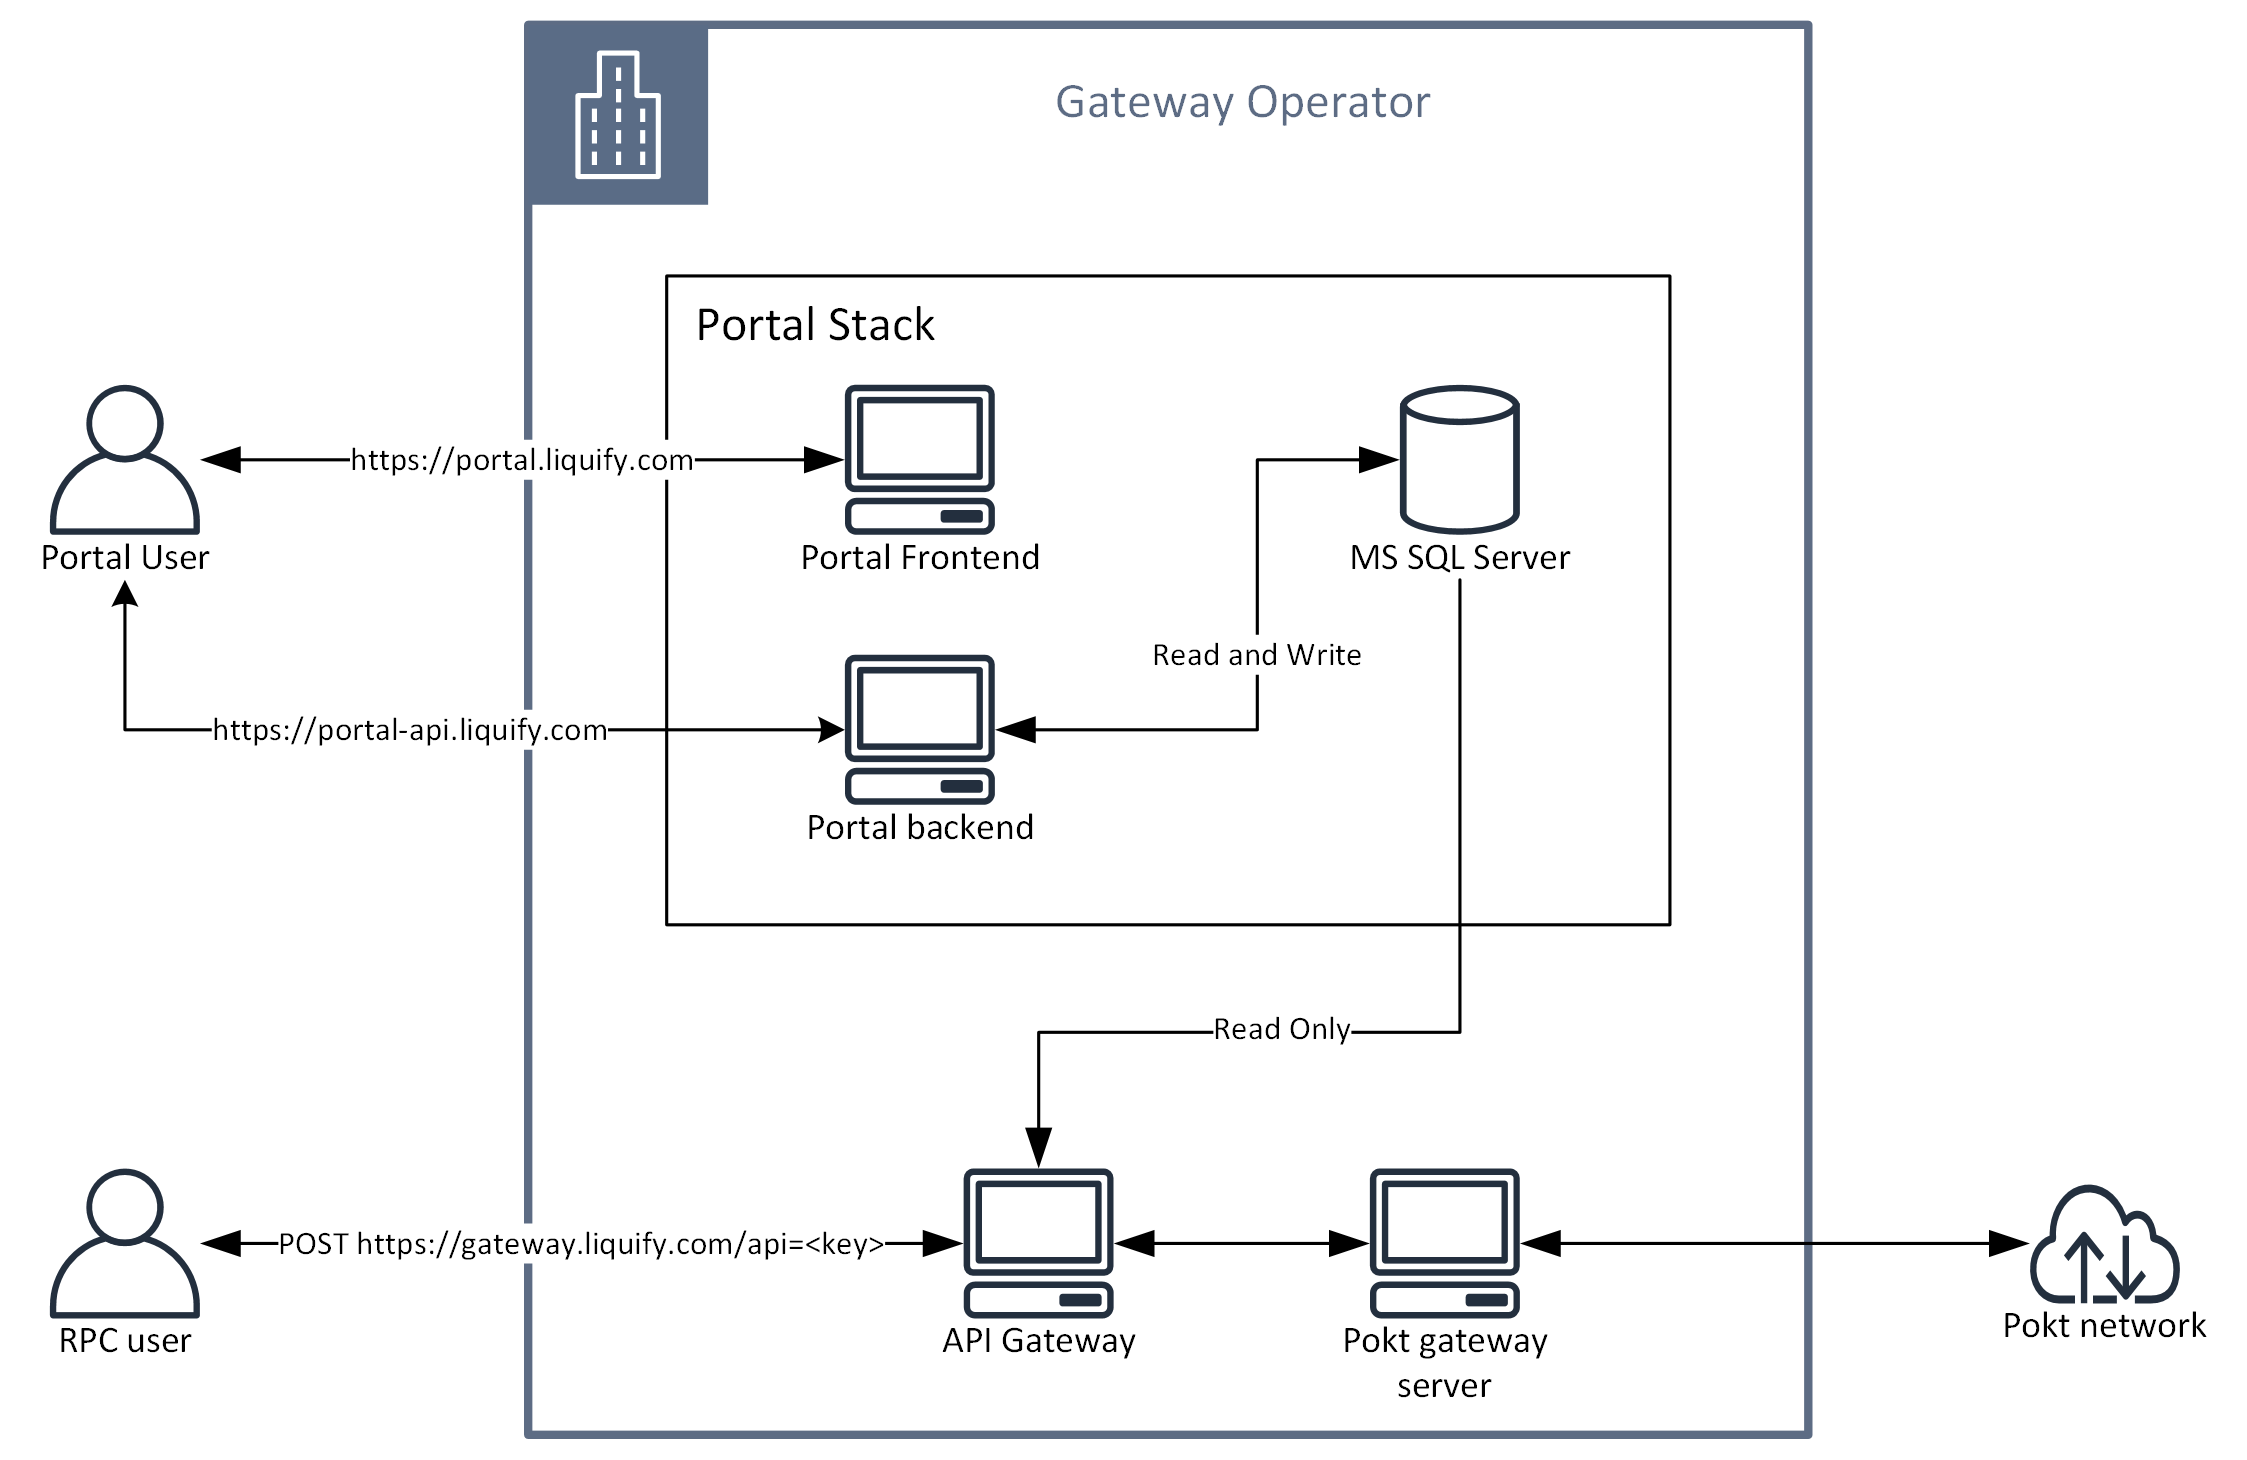 Gateway Operator
Portal Stack
https://portal.liquify.com
Portal User
Portal Frontend
MS SQL Server
Read and Write
https://portal-api.liquify.com
Portal backend
Read Only
POST https://gateway.liquify.com/api=<key>
RPC user
API Gateway
Pokt gateway
server
Pokt network